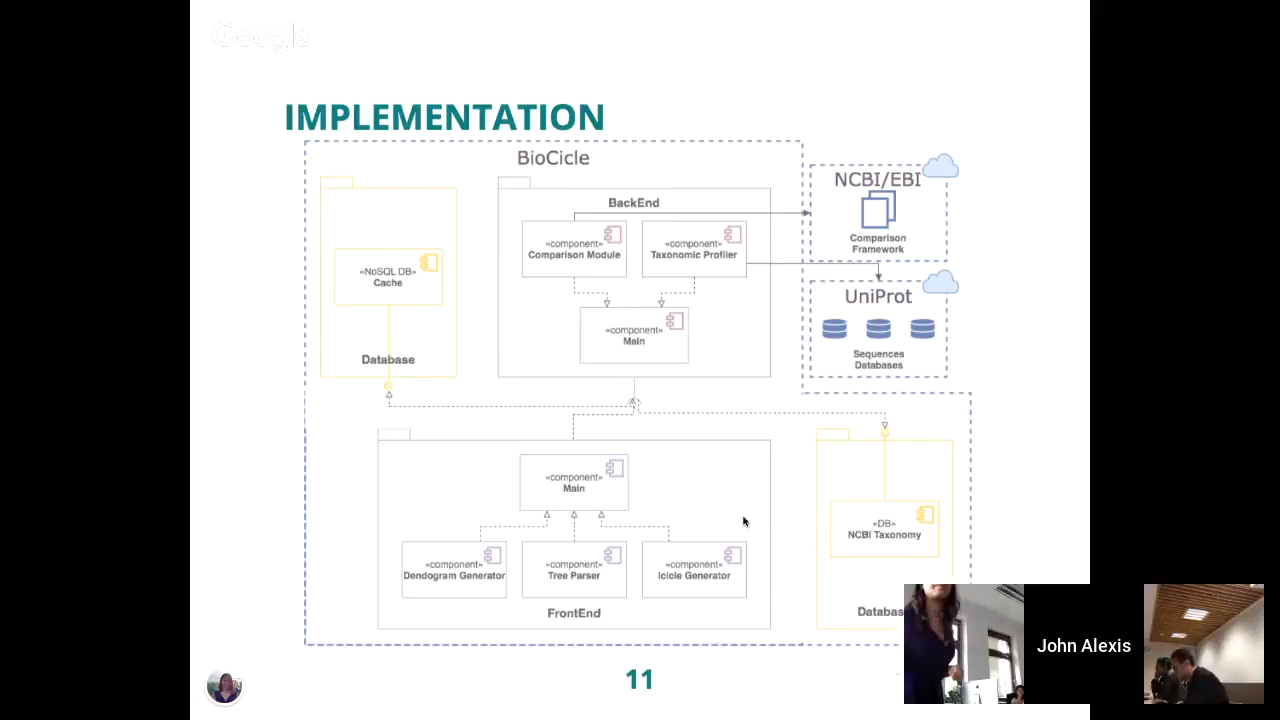 Google
IMPLEMENTATION
BioCicle
NCBI/EBI
Comparison
Framework
BackEnd
«component»
Comparison Module
«component»
Taxonomic Profiler
«NoSQL DB»
Cache
UniProt
Sequences
Databases
«component»
Main
Database
«component»
Main
«DB»
NCBI Taxonomy
«component»
Dendogram Generator
«component»
Tree Parser
«component»
Icicle Generator
FrontEnd
Databas
John Alexis
11